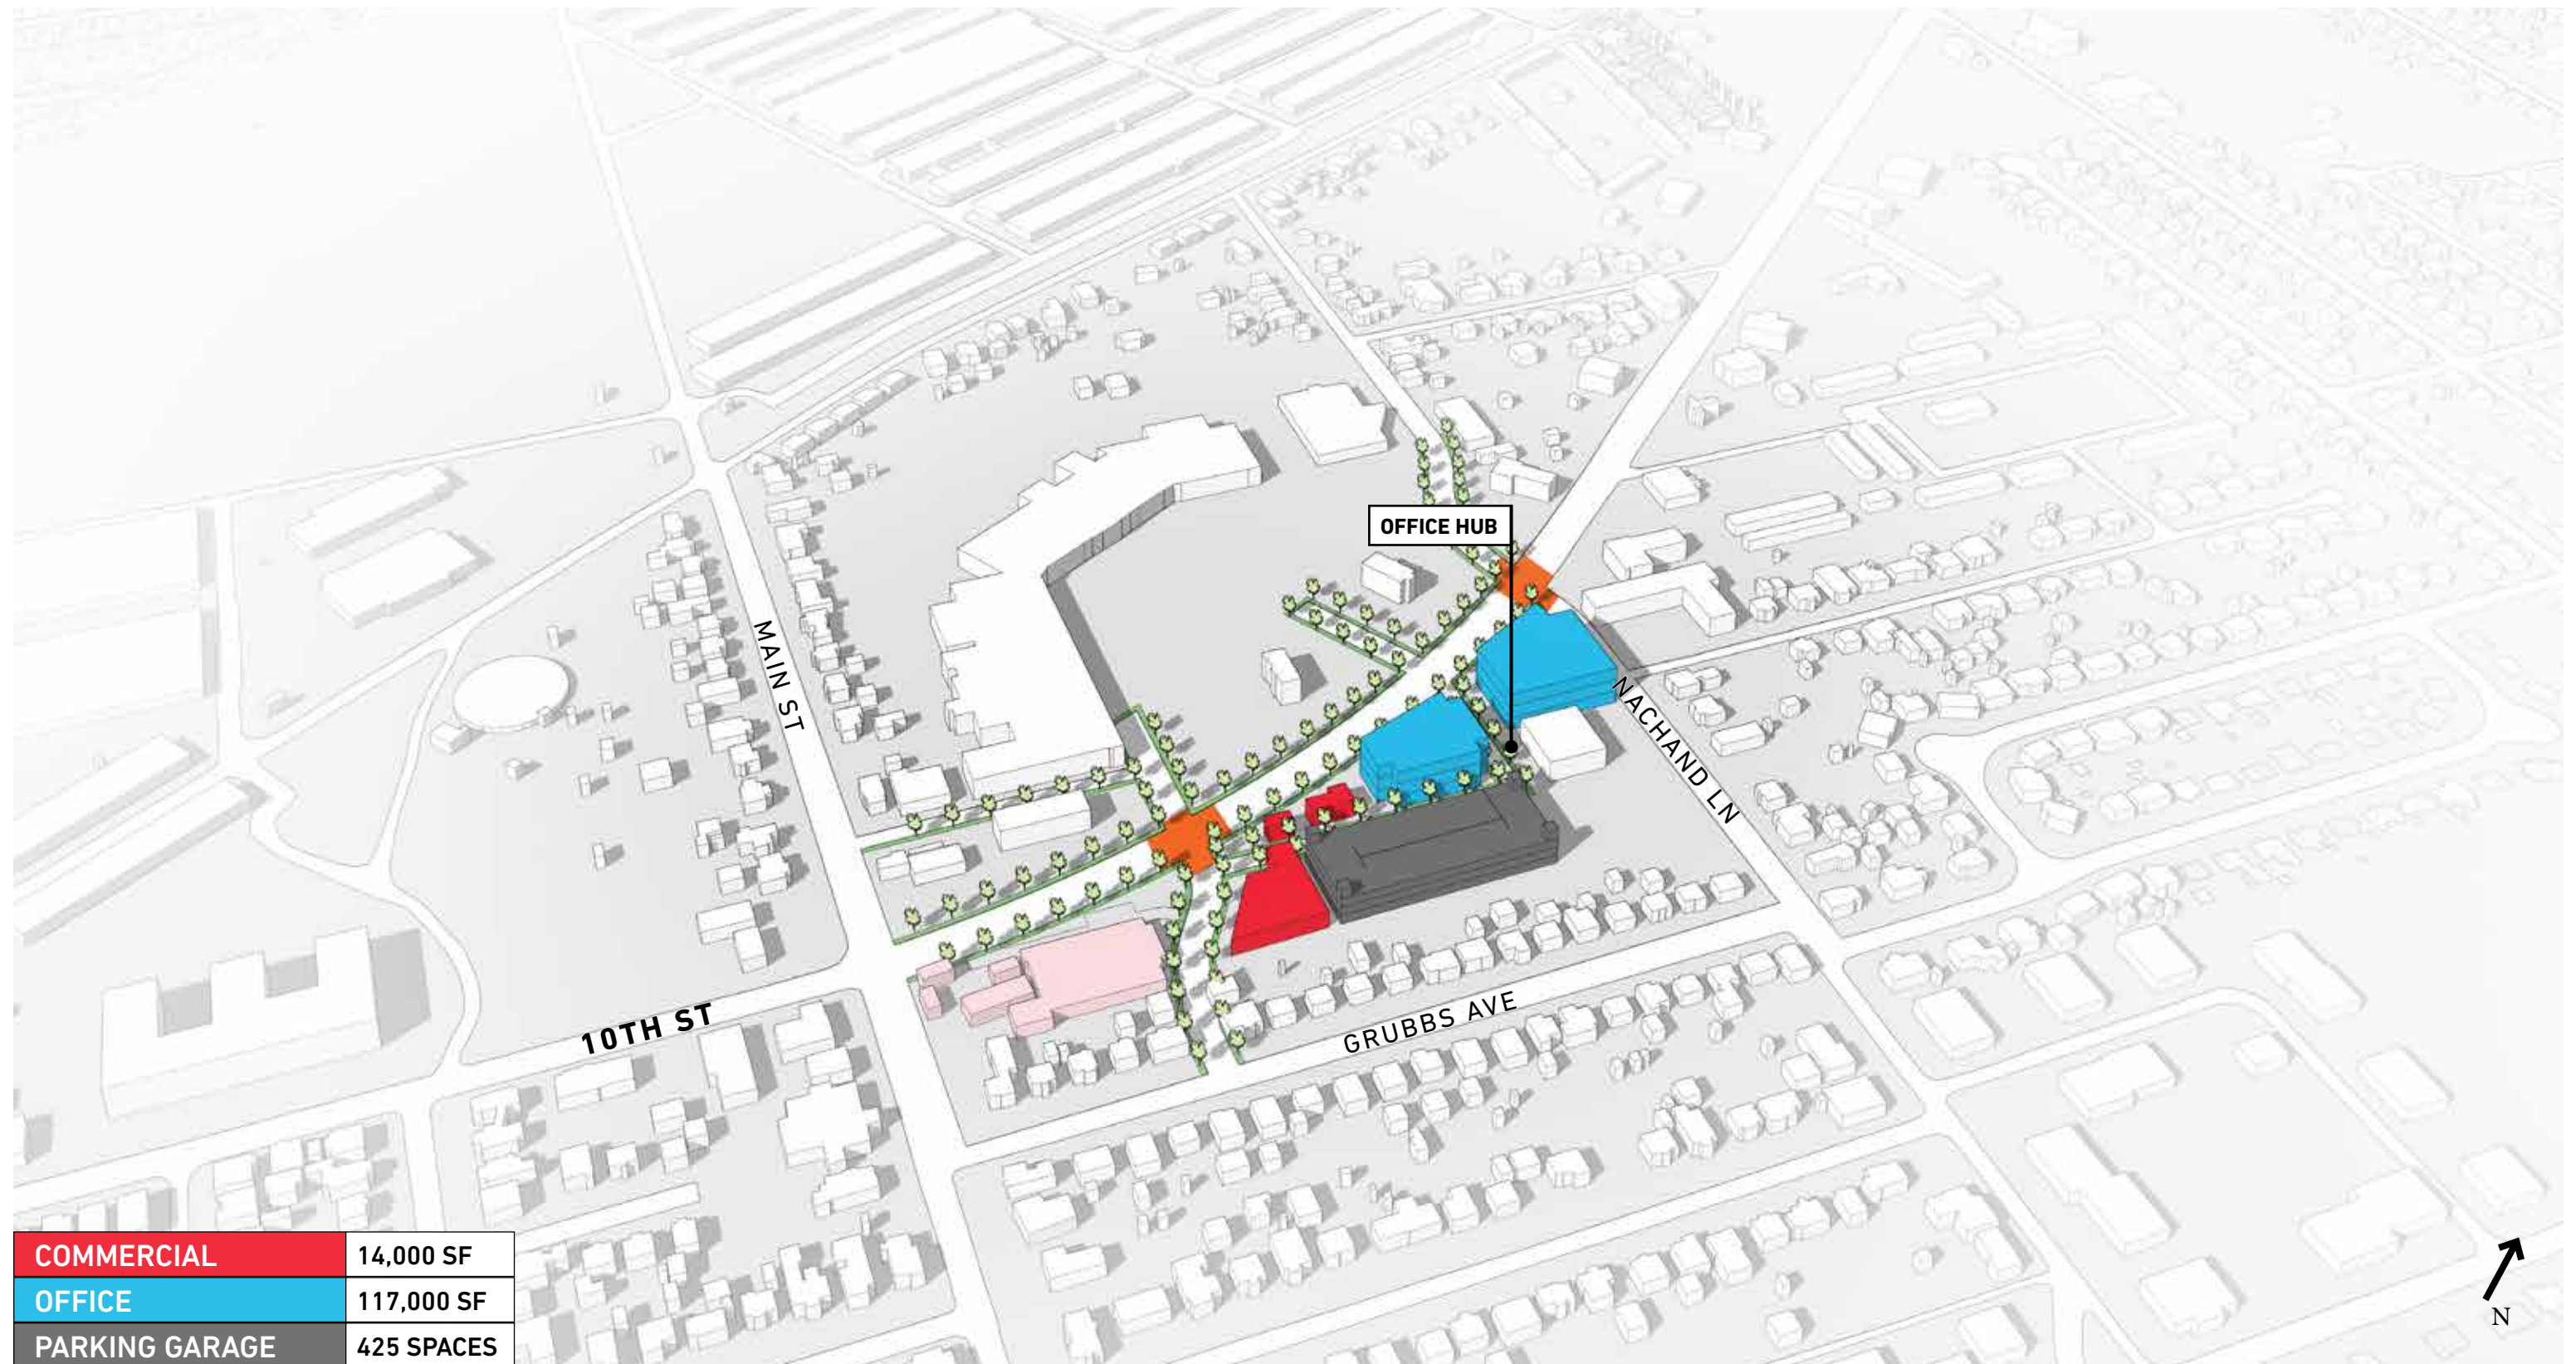 OFFICE HUB
MAIN ST
NACHAND LN
10TH ST
GRUBBS AVE
COMMERCIAL 14,000 SF
OFFICE 117,000 SF
PARKING GARAGE 425 SPACES
N